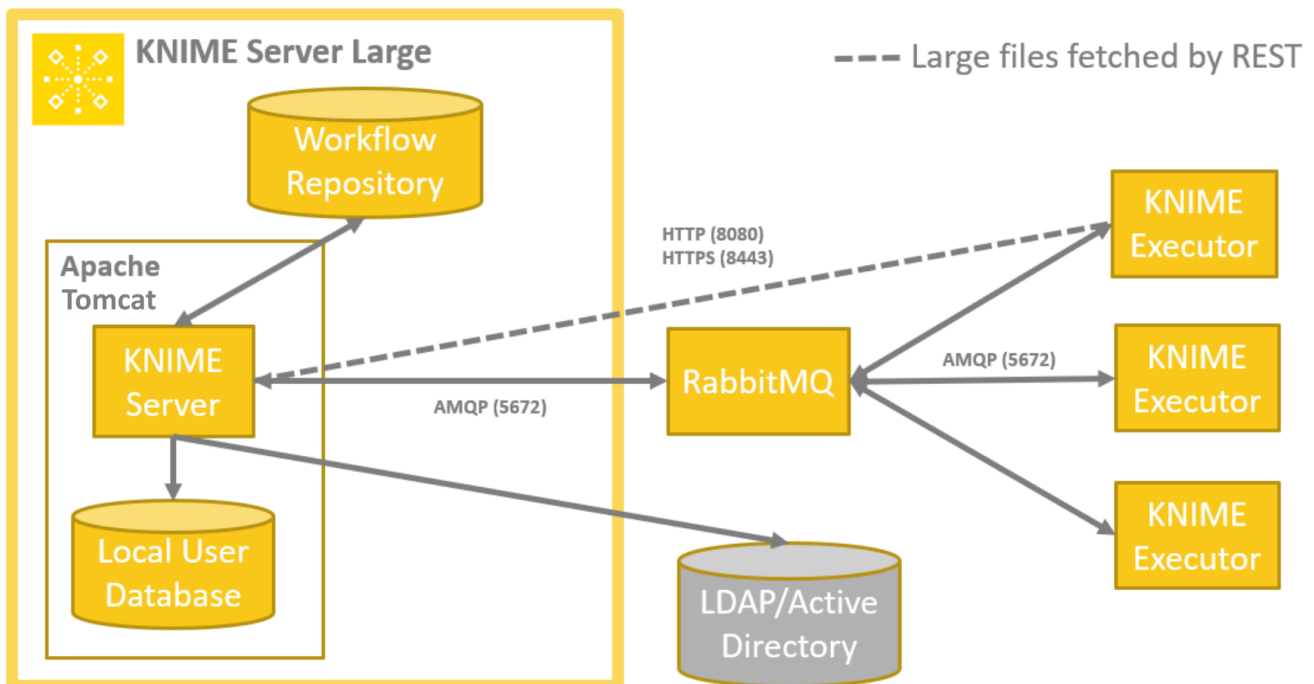 KNIME Server Large
Large files fetched by REST
Workflow
Repository
KNIME
Executor
HTTP (8080)
HTTPS (8443)
Apache
Tomcat
KNIME
Server
AMQP (5672)
RabbitMQ
AMQP (5672)
KNIME
Executor
KNIME
Executor
Local User
Database
LDAP/Active
Directory